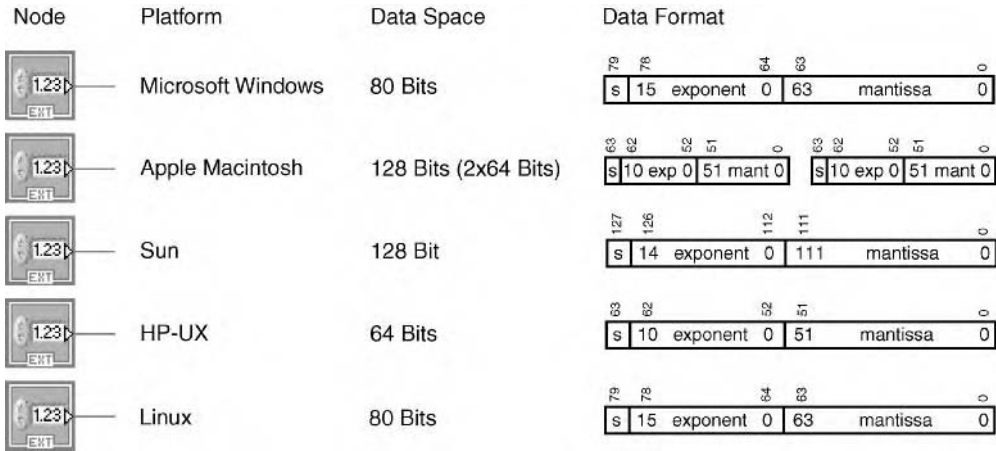 Node Platform Data Space Data Format
79 78 64 63 0
1.23 Microsoft Windows 80 Bits s 15 exponent 0 63 mantissa 0
EXT
63 62 52 51 0 63 62 52 51 0
1.23 Apple Macintosh 128 Bits (2x64 Bits) s 10 exp 0 51 mant 0 s 10 exp 0 51 mant 0
EXT
127 126 112 111 0
1.23 Sun 128 Bit s 14 exponent 0 111 mantissa 0
EXT
63 62 52 51 0
1.23 HP-UX 64 Bits s 10 exponent 0 51 mantissa 0
EXT
79 78 64 63 0
1.23 Linux 80 Bits s 15 exponent 0 63 mantissa 0
EXT